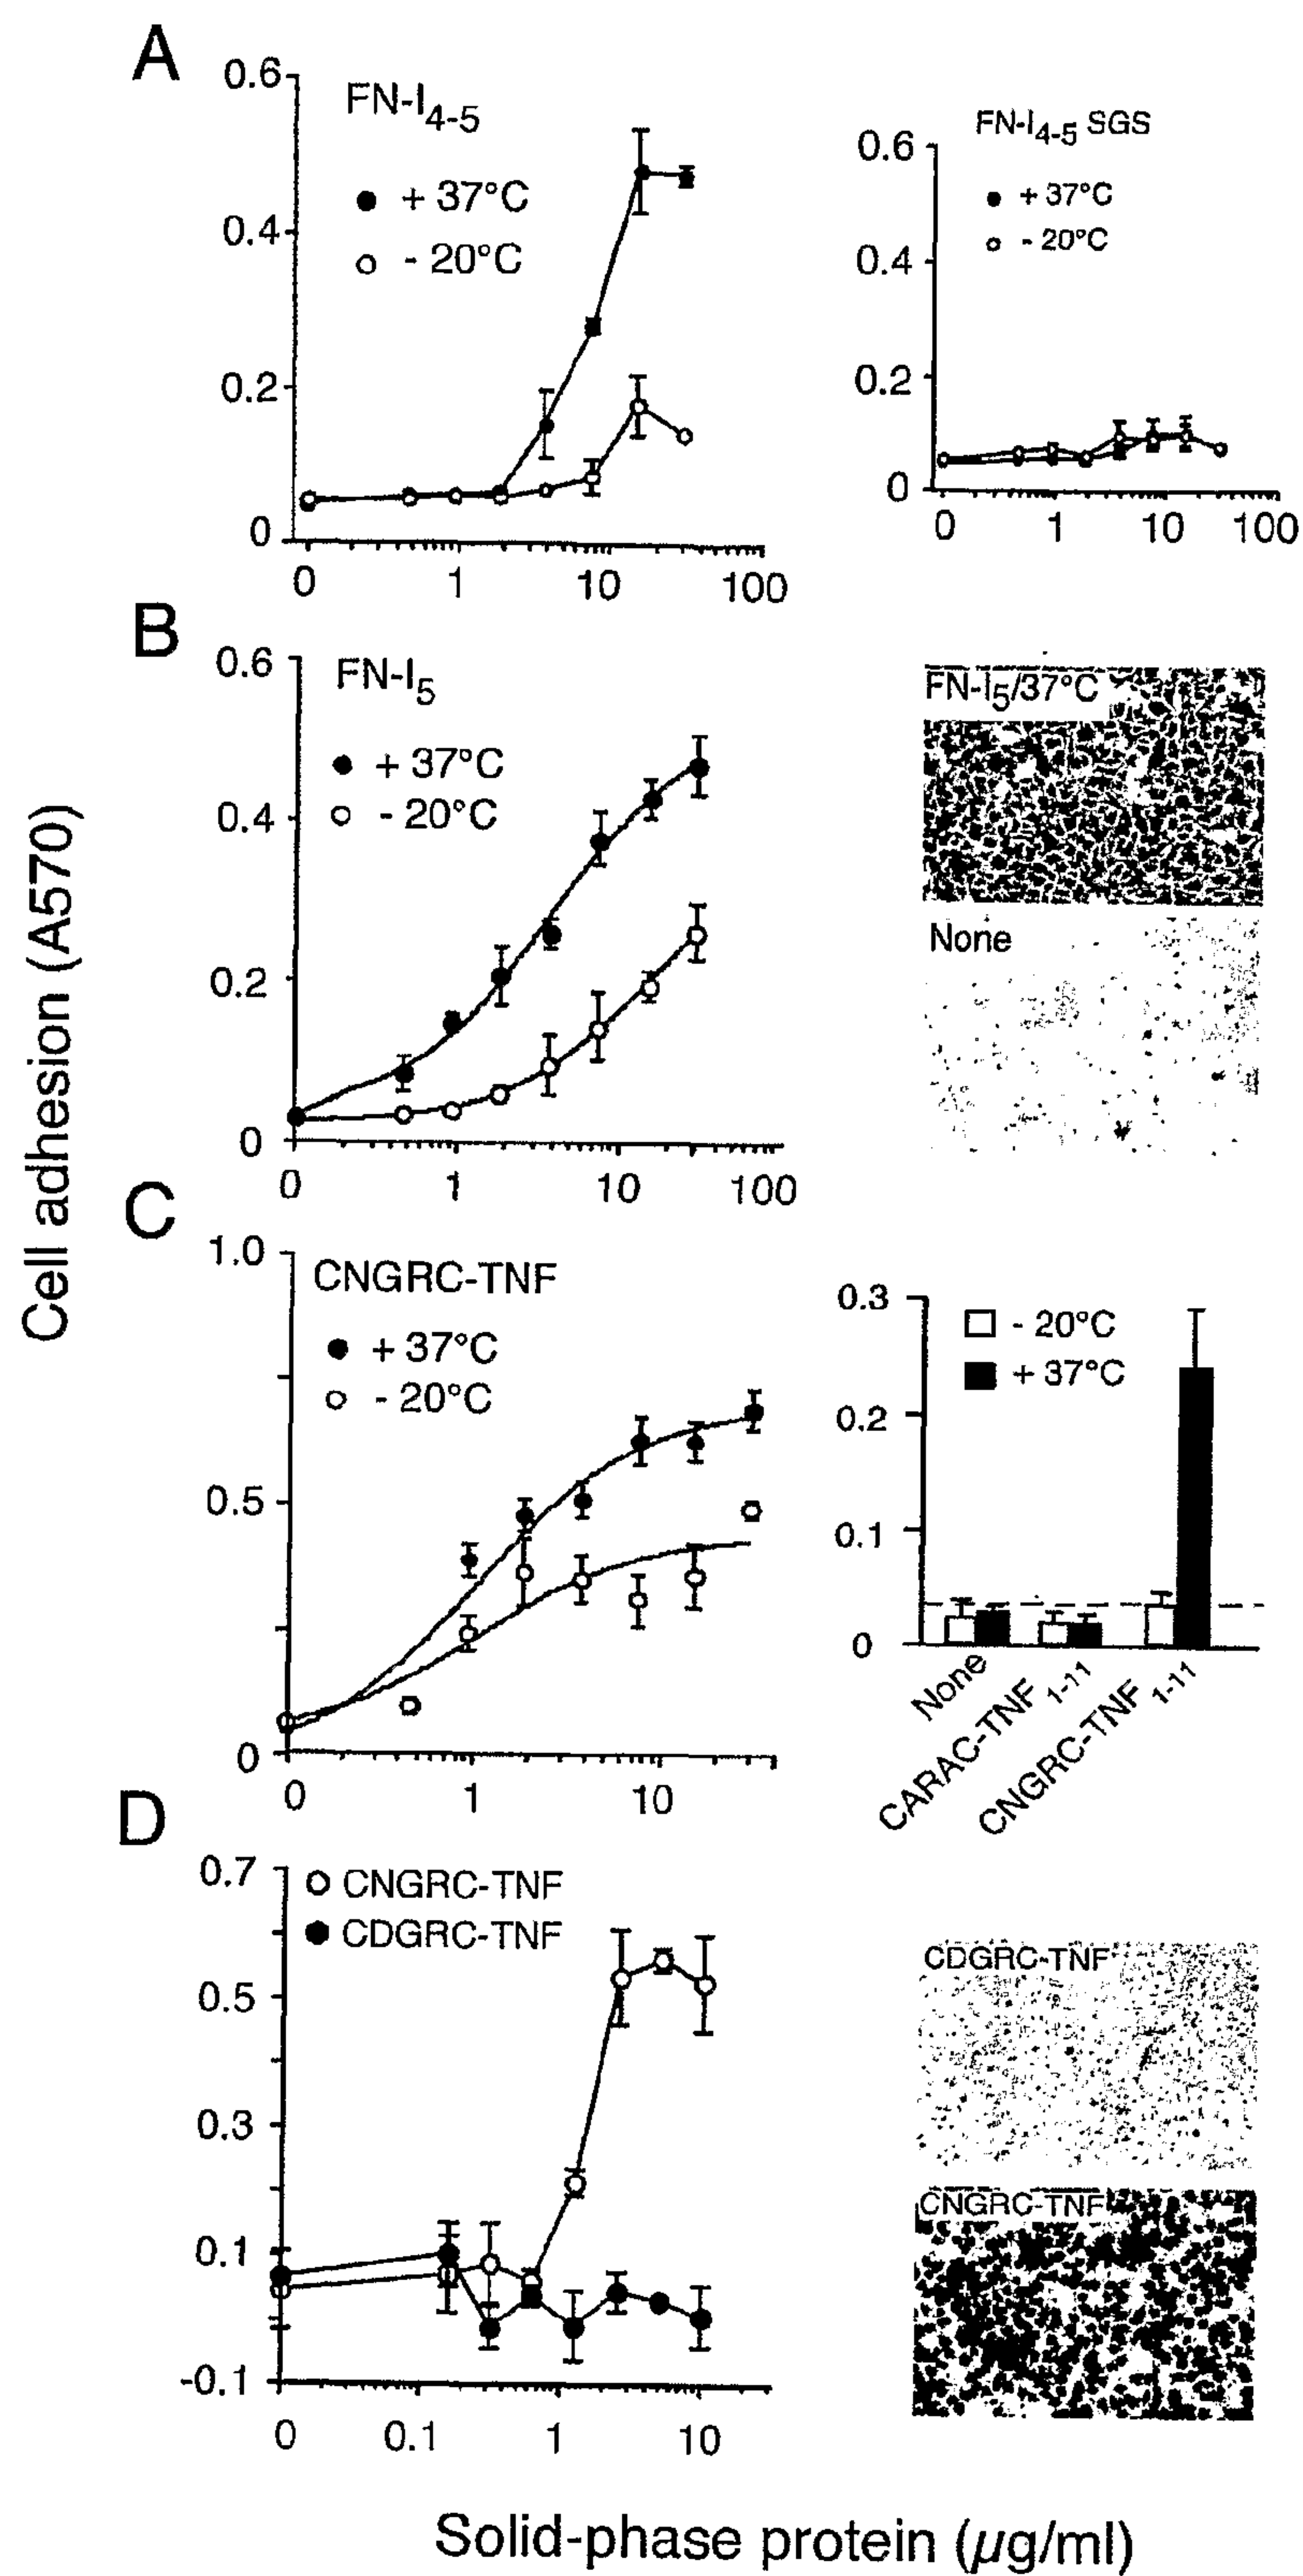 Cell adhesion (A570)
A
FN-I4-5
● + 37°C
○ - 20°C
0.6
0.4
0.2
0
0 1 10 100
FN-I4-5 SGS
● + 37°C
○ - 20°C
0.6
0.4
0.2
0
0 1 10 100
B
FN-I5
● + 37°C
○ - 20°C
0.6
0.4
0.2
0
0 1 10 100
FN-I5/37°C
None
C
CNGRC-TNF
● + 37°C
○ - 20°C
1.0
0.5
0
0 1 10
□ - 20°C
■ + 37°C
0.3
0.2
0.1
0
None
CARAC-TNF 1-11
CNGRC-TNF 1-11
D
○ CNGRC-TNF
● CDGRC-TNF
0.7
0.5
0.3
0.1
-0.1
0 0.1 1 10
CDGRC-TNF
CNGRC-TNF
Solid-phase protein (µg/ml)